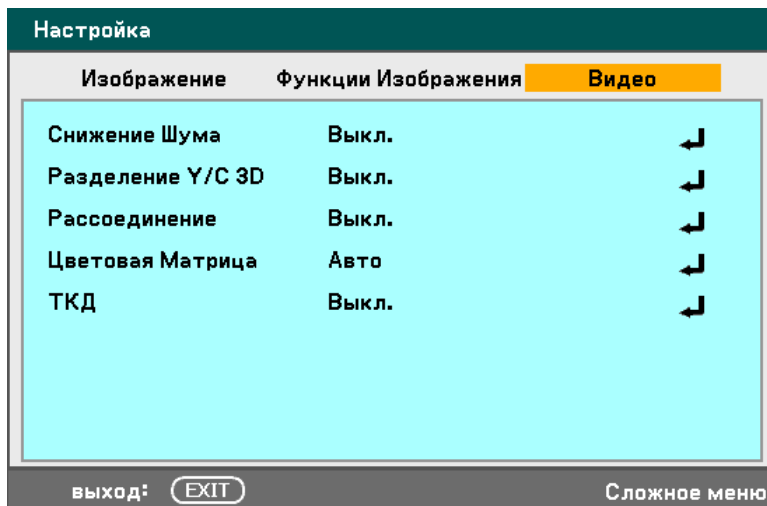 Настройка
Изображение Функции Изображения Видео
Снижение Шума Выкл.
Разделение Y/C 3D Выкл.
Рассоединение Выкл.
Цветовая Матрица Авто
ТКД Выкл.
выход: EXIT Сложное меню